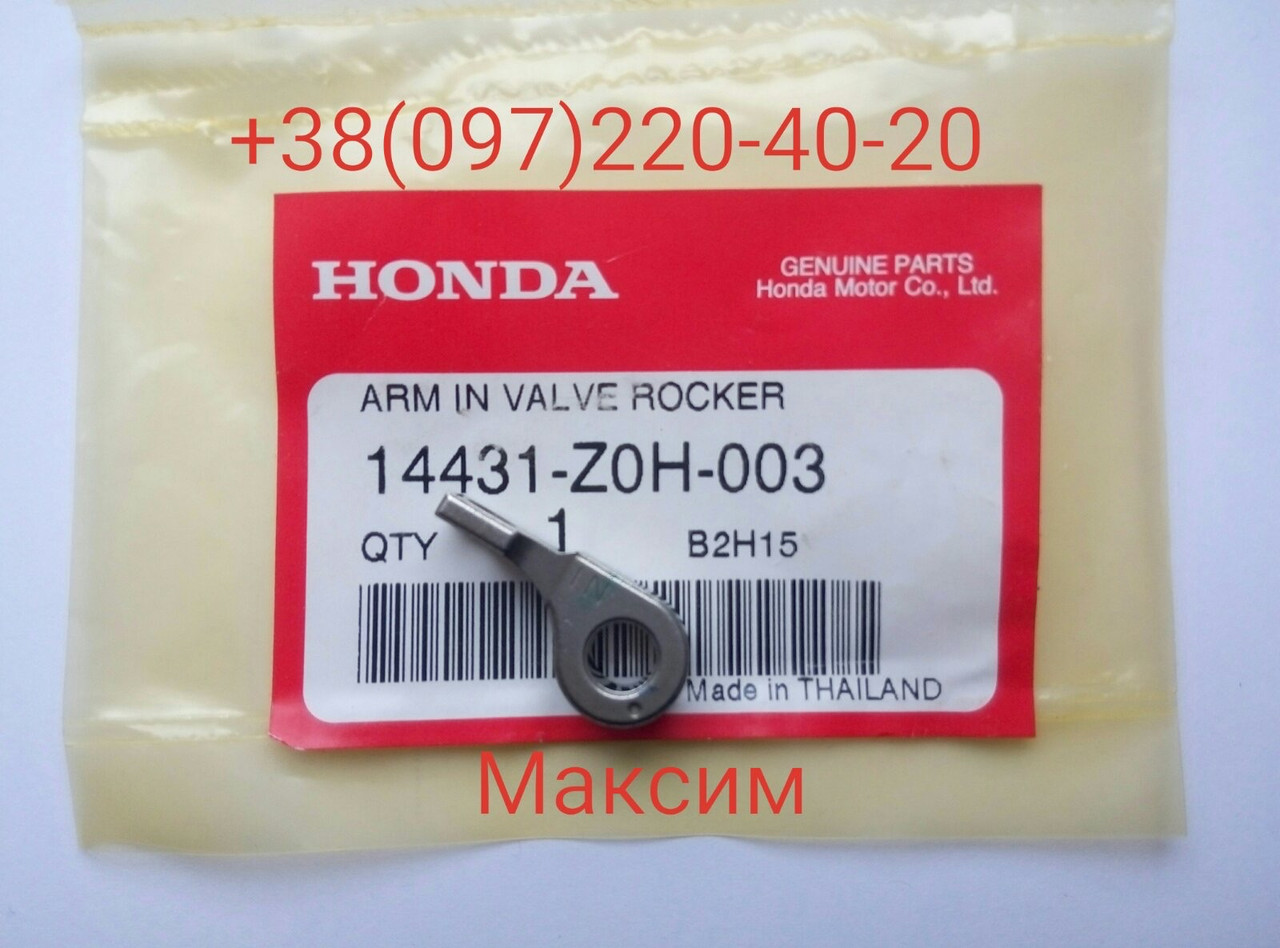 +38(097)220-40-20
HONDA
GENUINE PARTS
Honda Motor Co., Ltd.
ARM IN VALVE ROCKER
14431-Z0H-003
QTY 1 B2H15
Made in THAILAND
Максим